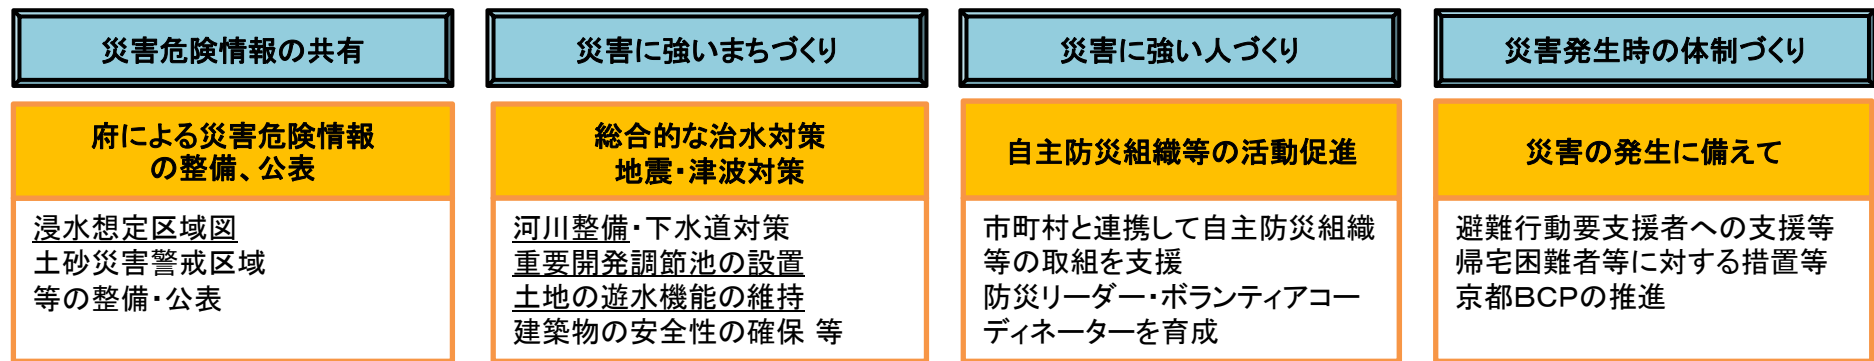 災害危険情報の共有
府による災害危険情報
の整備、公表
浸水想定区域図
土砂災害警戒区域
等の整備・公表
災害に強いまちづくり
総合的な治水対策
地震・津波対策
河川整備・下水道対策
重要開発調節池の設置
土地の遊水機能の維持
建築物の安全性の確保 等
災害に強い人づくり
自主防災組織等の活動促進
市町村と連携して自主防災組織
等の取組を支援
防災リーダー・ボランティアコー
ディネーターを育成
災害発生時の体制づくり
災害の発生に備えて
避難行動要支援者への支援等
帰宅困難者等に対する措置等
京都BCPの推進